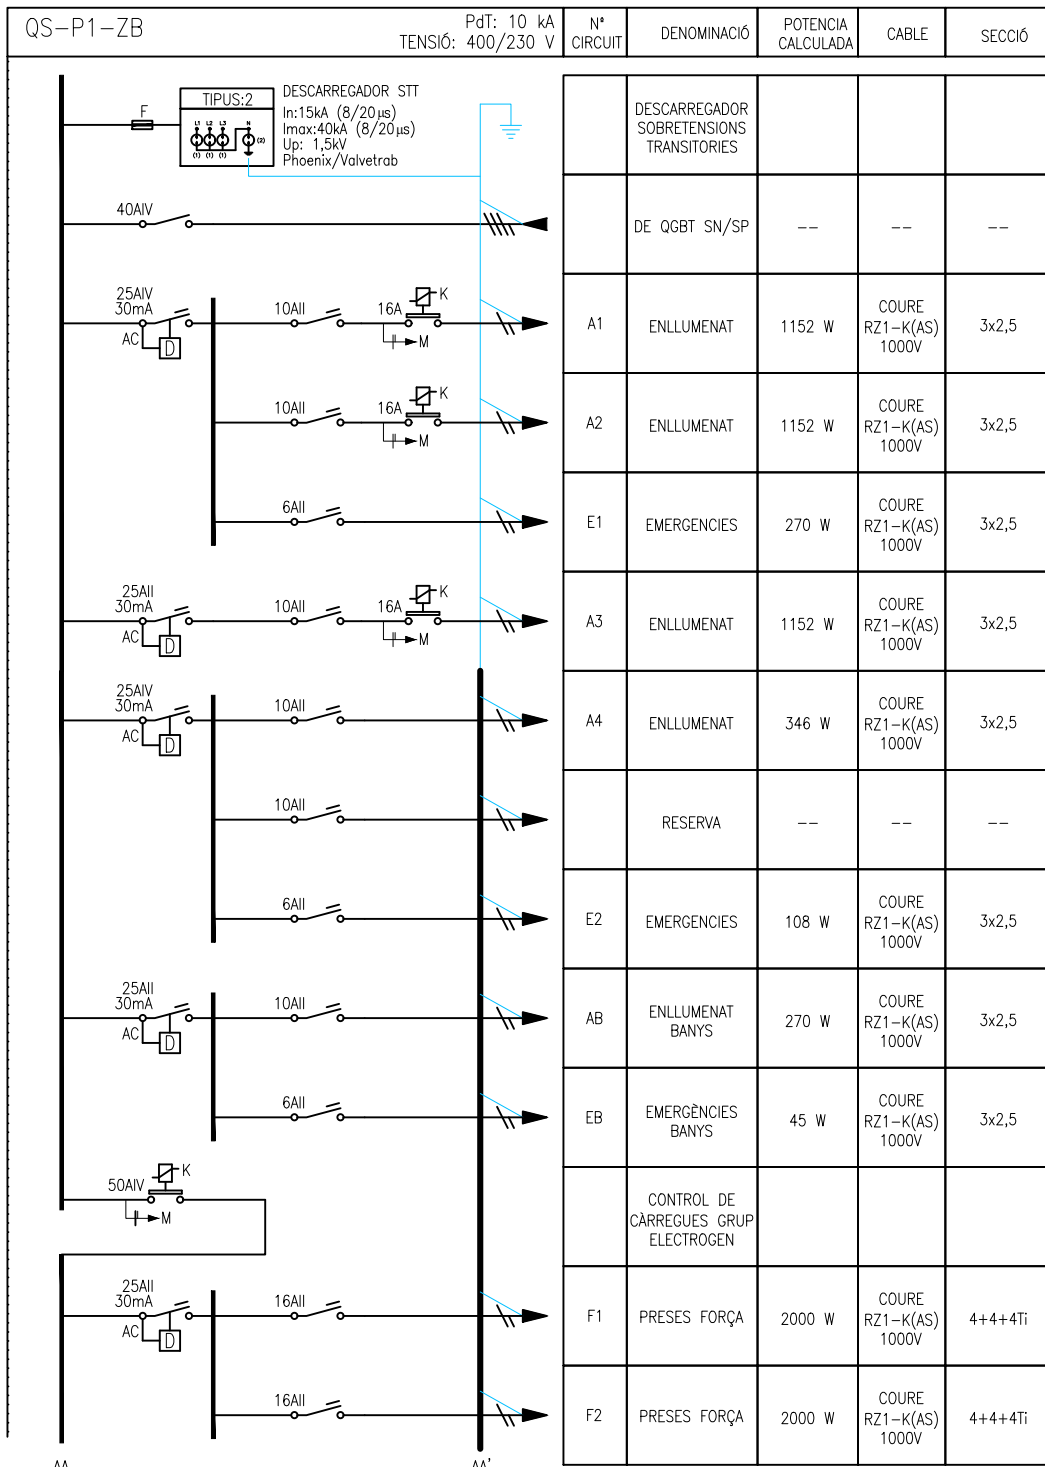 QS-P1-ZB
PdT: 10 kA
TENSIÓ: 400/230 V
Nº CIRCUIT
DENOMINACIÓ
POTENCIA CALCULADA
CABLE
SECCIÓ
F
TIPUS:2
L1 L2 L3 N
(1) (1) (1) (2)
DESCARREGADOR STT
In:15kA (8/20µs)
Imax:40kA (8/20µs)
Up: 1,5kV
Phoenix/Valvetrab
DESCARREGADOR
SOBRETENSIONS
TRANSITORIES
40AIV
DE QGBT SN/SP
-- -- --
25AIV
30mA
AC
D
10AII
16A
K
M
A1
ENLLUMENAT
1152 W
COURE
RZ1-K(AS)
1000V
3x2,5
10AII
16A
K
M
A2
ENLLUMENAT
1152 W
COURE
RZ1-K(AS)
1000V
3x2,5
6AII
E1
EMERGENCIES
270 W
COURE
RZ1-K(AS)
1000V
3x2,5
25AII
30mA
AC
D
10AII
16A
K
M
A3
ENLLUMENAT
1152 W
COURE
RZ1-K(AS)
1000V
3x2,5
25AIV
30mA
AC
D
10AII
A4
ENLLUMENAT
346 W
COURE
RZ1-K(AS)
1000V
3x2,5
10AII
RESERVA
-- -- --
6AII
E2
EMERGENCIES
108 W
COURE
RZ1-K(AS)
1000V
3x2,5
25AII
30mA
AC
D
10AII
AB
ENLLUMENAT
BANYS
270 W
COURE
RZ1-K(AS)
1000V
3x2,5
6AII
EB
EMERGÈNCIES
BANYS
45 W
COURE
RZ1-K(AS)
1000V
3x2,5
50AIV
K
M
CONTROL DE
CÀRREGUES GRUP
ELECTROGEN
25AII
30mA
AC
D
16AII
F1
PRESES FORÇA
2000 W
COURE
RZ1-K(AS)
1000V
4+4+4Ti
16AII
F2
PRESES FORÇA
2000 W
COURE
RZ1-K(AS)
1000V
4+4+4Ti
AA
AA'